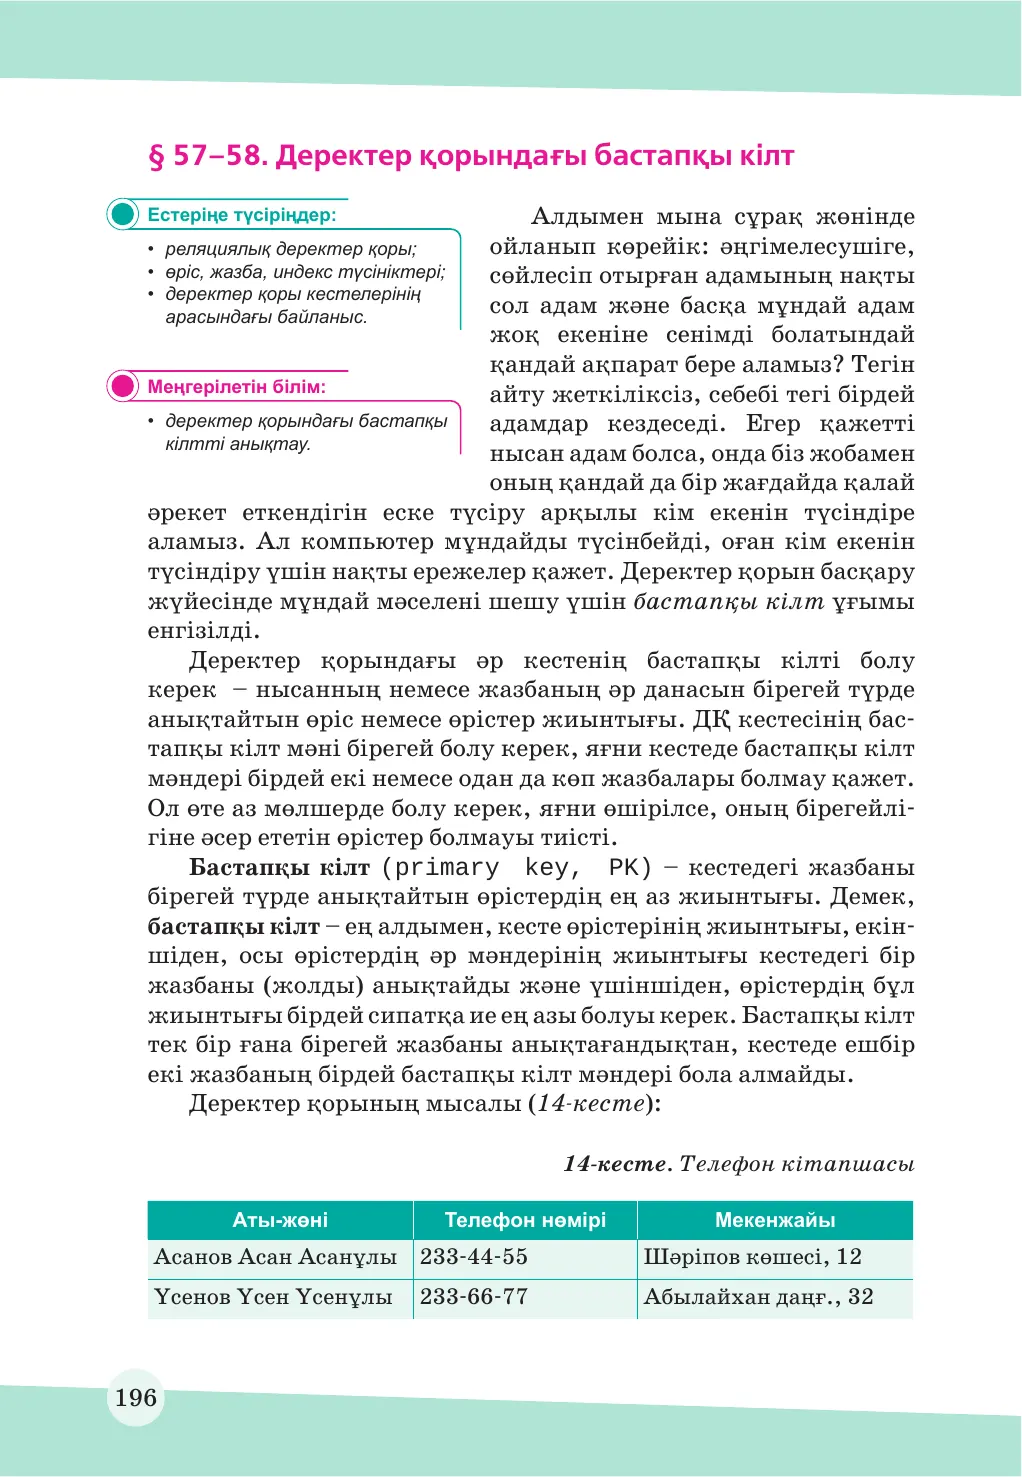 § 57–58. Деректер қорындағы бастапқы кілт
Естеріңе түсіріңдер:
• реляциялық деректер қоры;
• өріс, жазба, индекс түсініктері;
• деректер қоры кестелерінің
арасындағы байланыс.
Меңгерілетін білім:
• деректер қорындағы бастапқы
кілтті анықтау.
Алдымен мына сұрақ жөнінде
ойланып көрейік: әңгімелесушіге,
сөйлесіп отырған адамының нақты
сол адам және басқа мұндай адам
жоқ екеніне сенімді болатындай
қандай ақпарат бере аламыз? Тегін
айту жеткіліксіз, себебі тегі бірдей
адамдар кездеседі. Егер қажетті
нысан адам болса, онда біз жобамен
оның қандай да бір жағдайда қалай
әрекет еткендігін еске түсіру арқылы кім екенін түсіндіре
аламыз. Ал компьютер мұндайды түсінбейді, оған кім екенін
түсіндіру үшін нақты ережелер қажет. Деректер қорын басқару
жүйесінде мұндай мәселені шешу үшін бастапқы кілт ұғымы
енгізілді.
Деректер қорындағы әр кестенің бастапқы кілті болу
керек – нысанның немесе жазбаның әр данасын бірегей түрде
анықтайтын өріс немесе өрістер жиынтығы. ДҚ кестесінің бас-
тапқы кілт мәні бірегей болу керек, яғни кестеде бастапқы кілт
мәндері бірдей екі немесе одан да көп жазбалары болмау қажет.
Ол өте аз мөлшерде болу керек, яғни өшірілсе, оның бірегейлі-
гіне әсер ететін өрістер болмауы тиісті.
Бастапқы кілт (primary key, PK) – кестедегі жазбаны
бірегей түрде анықтайтын өрістердің ең аз жиынтығы. Демек,
бастапқы кілт – ең алдымен, кесте өрістерінің жиынтығы, екін-
шіден, осы өрістердің әр мәндерінің жиынтығы кестедегі бір
жазбаны (жолды) анықтайды және үшіншіден, өрістердің бұл
жиынтығы бірдей сипатқа ие ең азы болуы керек. Бастапқы кілт
тек бір ғана бірегей жазбаны анықтағандықтан, кестеде ешбір
екі жазбаның бірдей бастапқы кілт мәндері бола алмайды.
Деректер қорының мысалы (14-кесте):
14-кесте. Телефон кітапшасы
Аты-жөні Телефон нөмірі Мекенжайы
Асанов Асан Асанұлы 233-44-55 Шәріпов көшесі, 12
Үсенов Үсен Үсенұлы 233-66-77 Абылайхан даңғ., 32
196